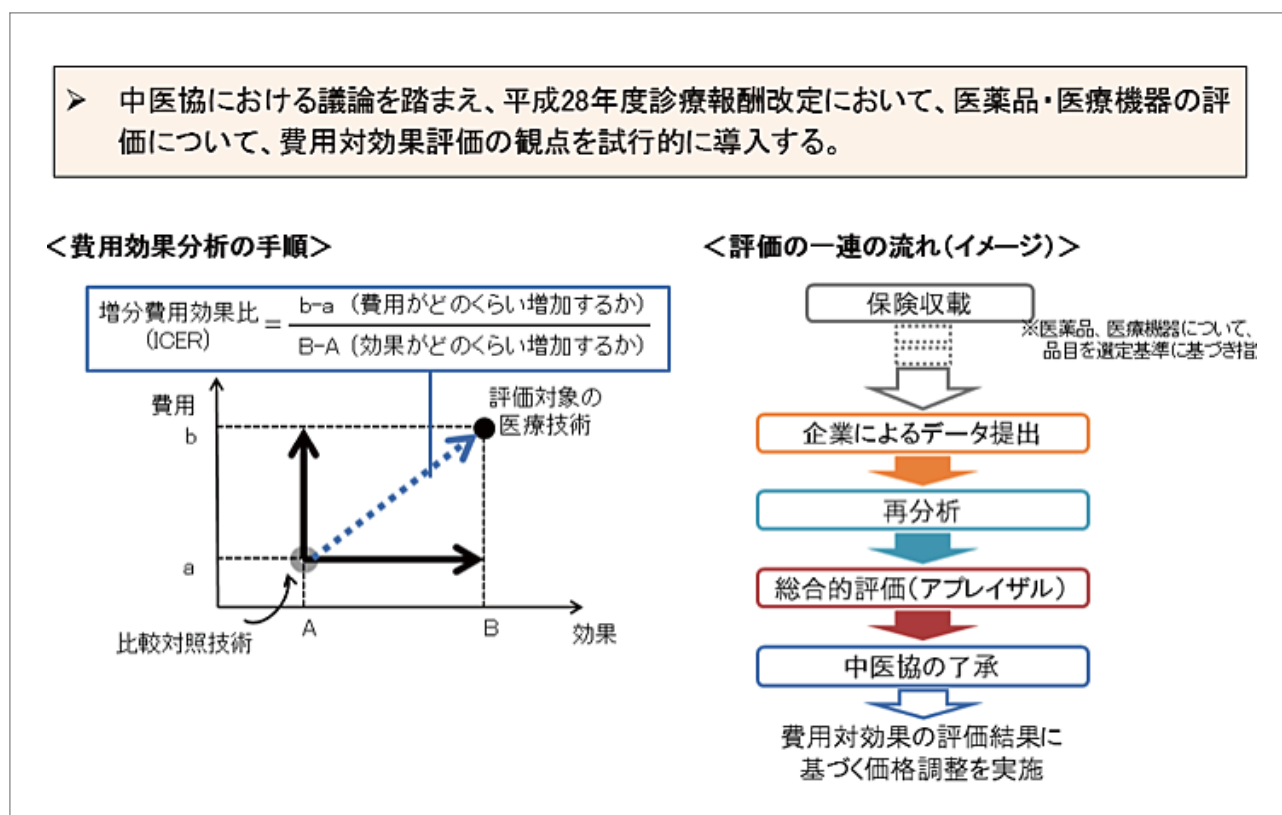 ➢ 中医協における議論を踏まえ、平成28年度診療報酬改定において、医薬品・医療機器の評
価について、費用対効果評価の観点を試行的に導入する。
＜費用効果分析の手順＞
増分費用効果比
(ICER)
=
b-a (費用がどのくらい増加するか)
B-A (効果がどのくらい増加するか)
費用
b
a
評価対象の
医療技術
比較対照技術
A
B
効果
＜評価の一連の流れ(イメージ)＞
保険収載
※医薬品、医療機器について、
品目を選定基準に基づき指
企業によるデータ提出
再分析
総合的評価(アプレイザル)
中医協の了承
費用対効果の評価結果に
基づく価格調整を実施